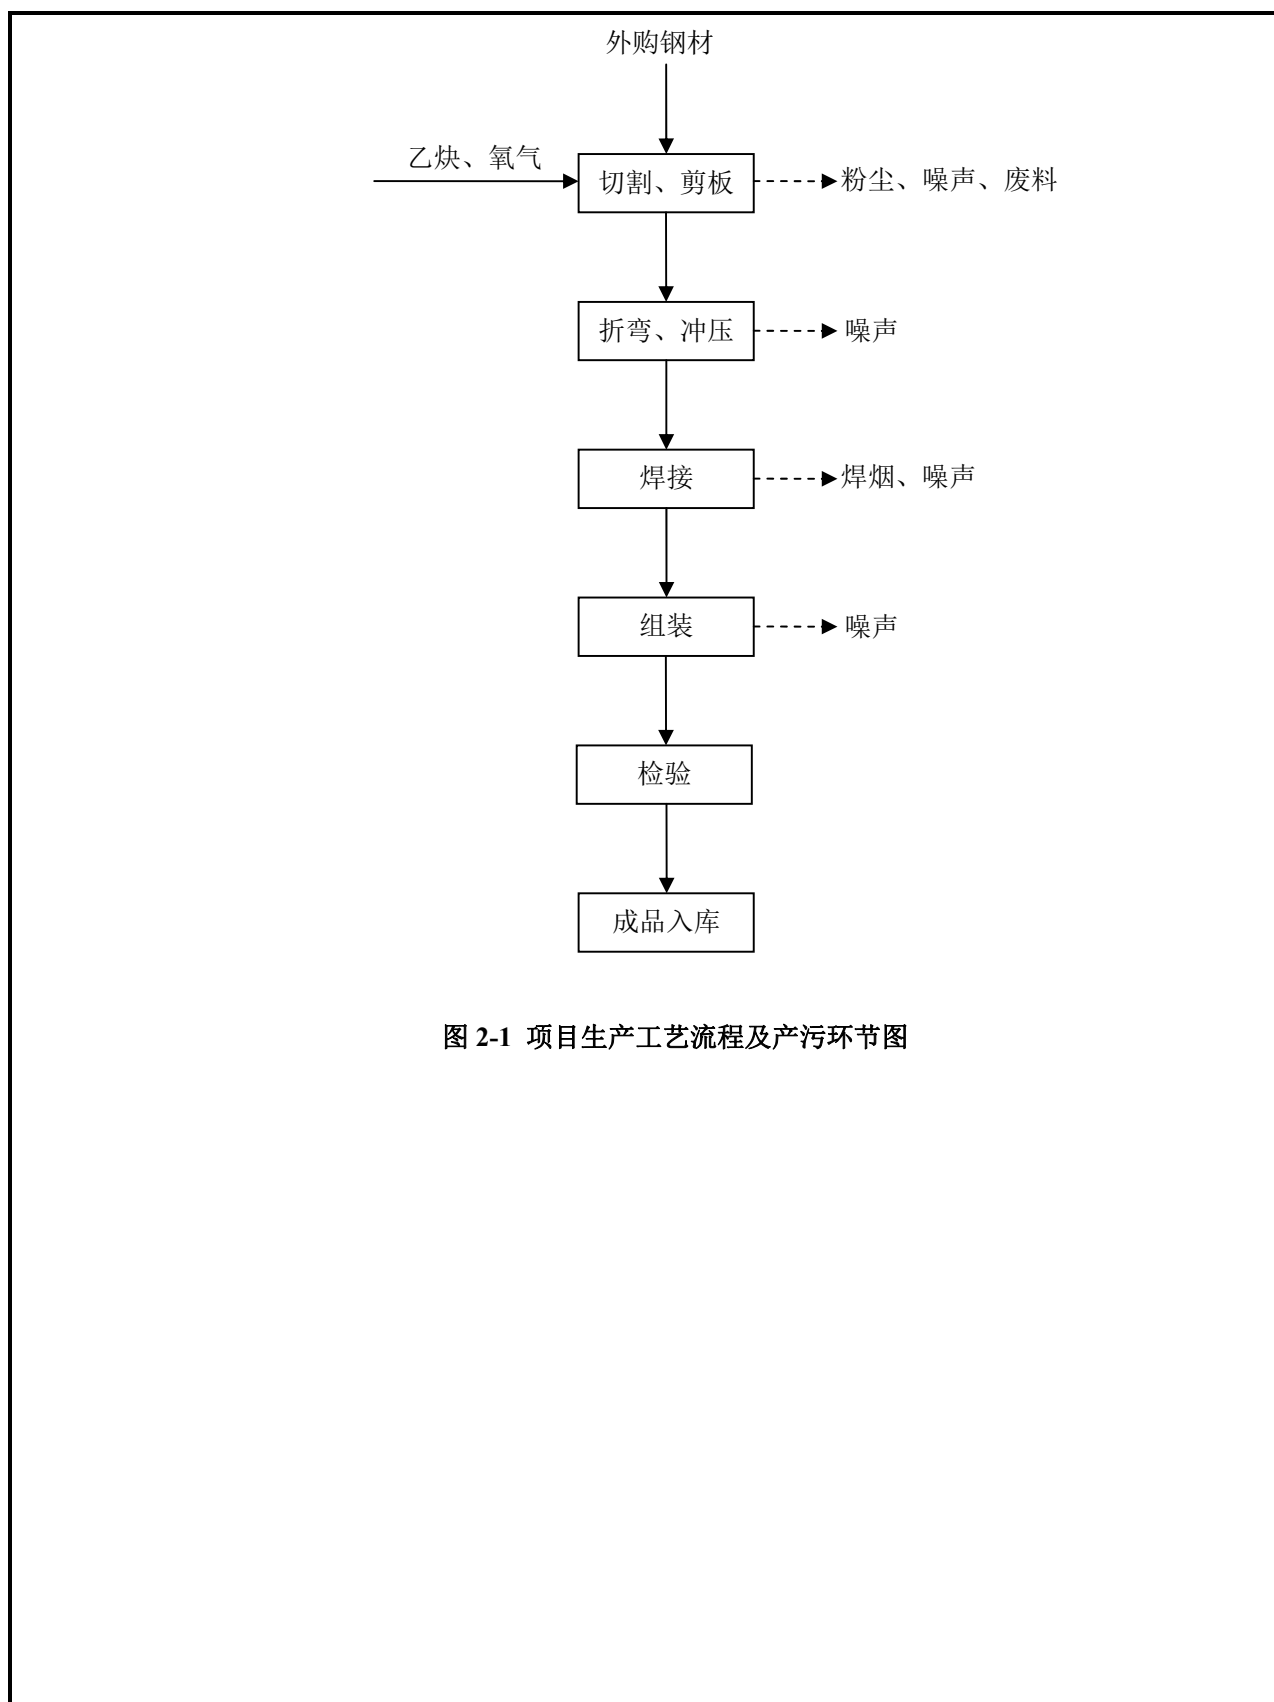 外购钢材
乙炔、氧气
切割、剪板
粉尘、噪声、废料
折弯、冲压
噪声
焊接
焊烟、噪声
组装
噪声
检验
成品入库
图 2-1 项目生产工艺流程及产污环节图